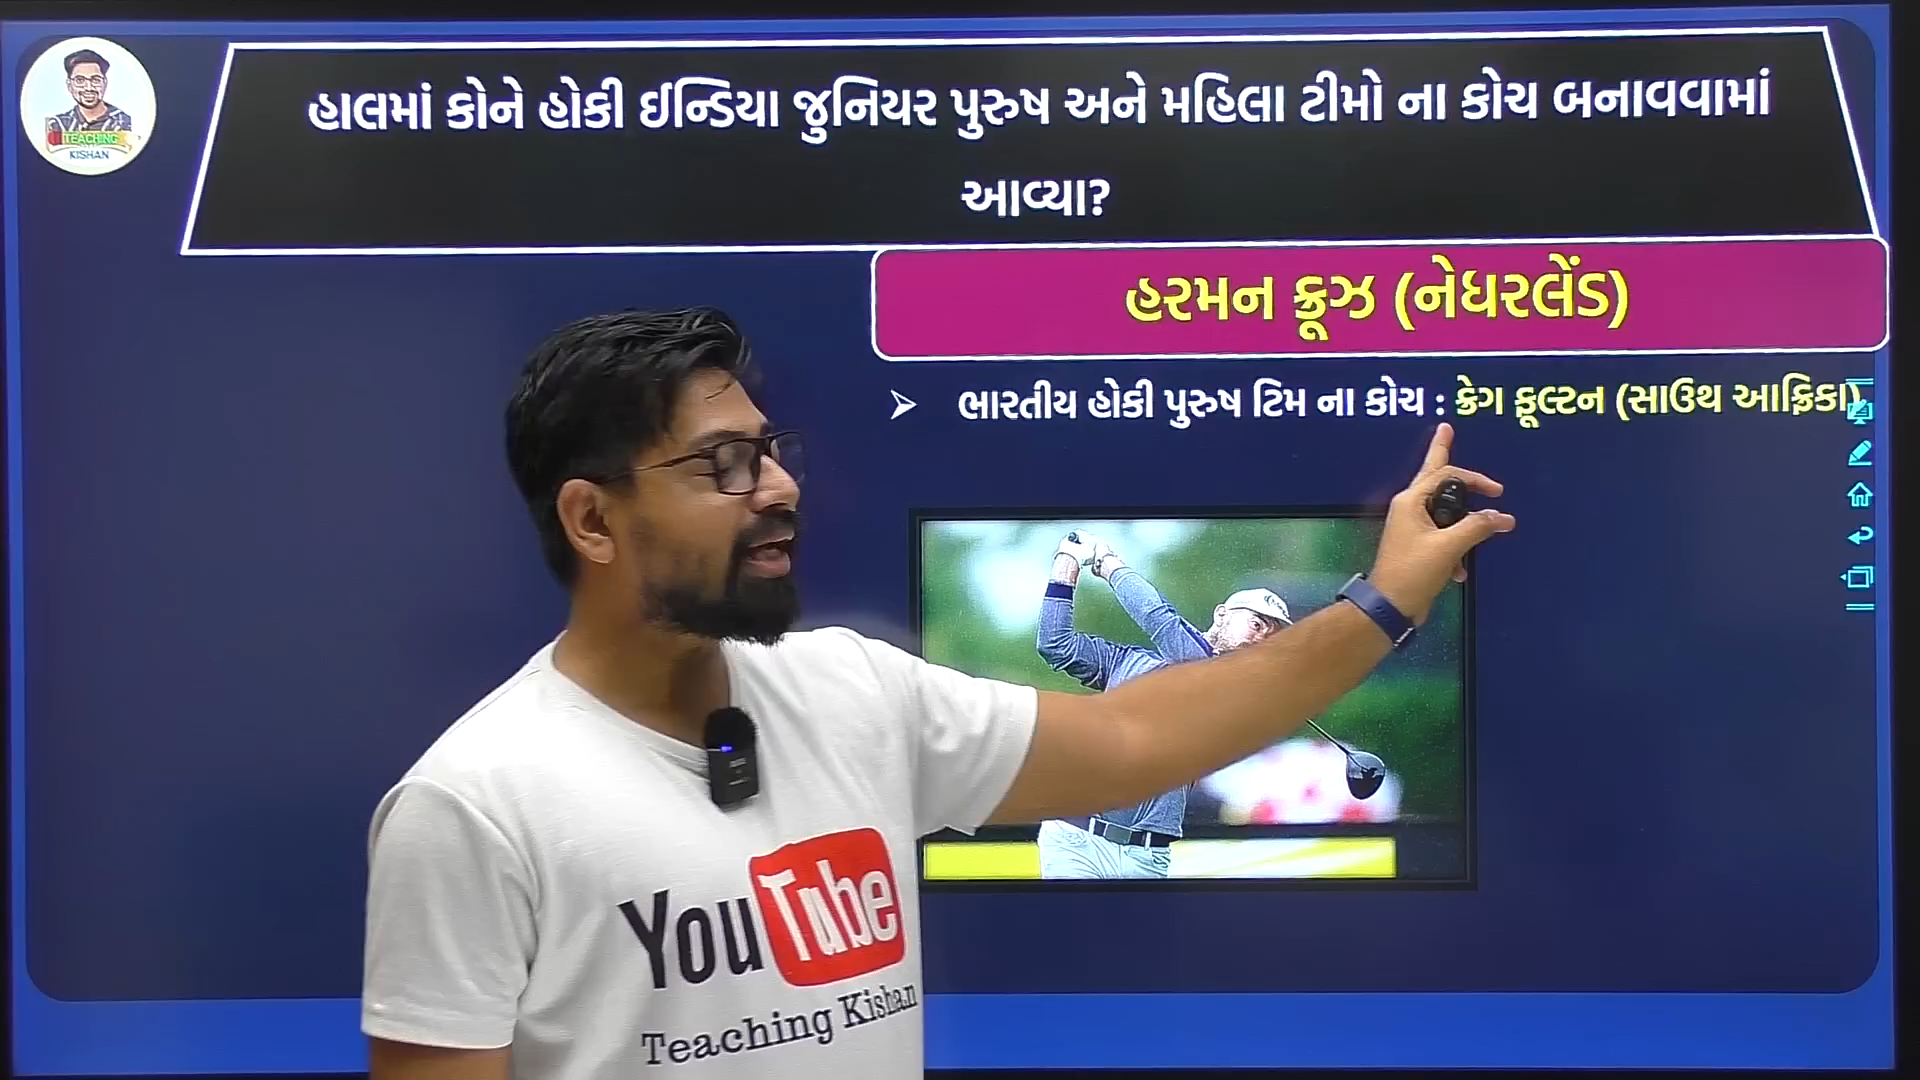 TEACHING
KISHAN
હાલમાં કોને હોકી ઈન્ડિયા જુનિયર પુરુષ અને મહિલા ટીમો ના કોચ બનાવવામાં
આવ્યા?
હરમન ક્રૂઝ (નેધરલેંડ)
➢ ભારતીય હોકી પુરુષ ટિમ ના કોચ : ક્રેગ ફૂલ્ટન (સાઉથ આફ્રિકા)
YouTube
Teaching Kishan